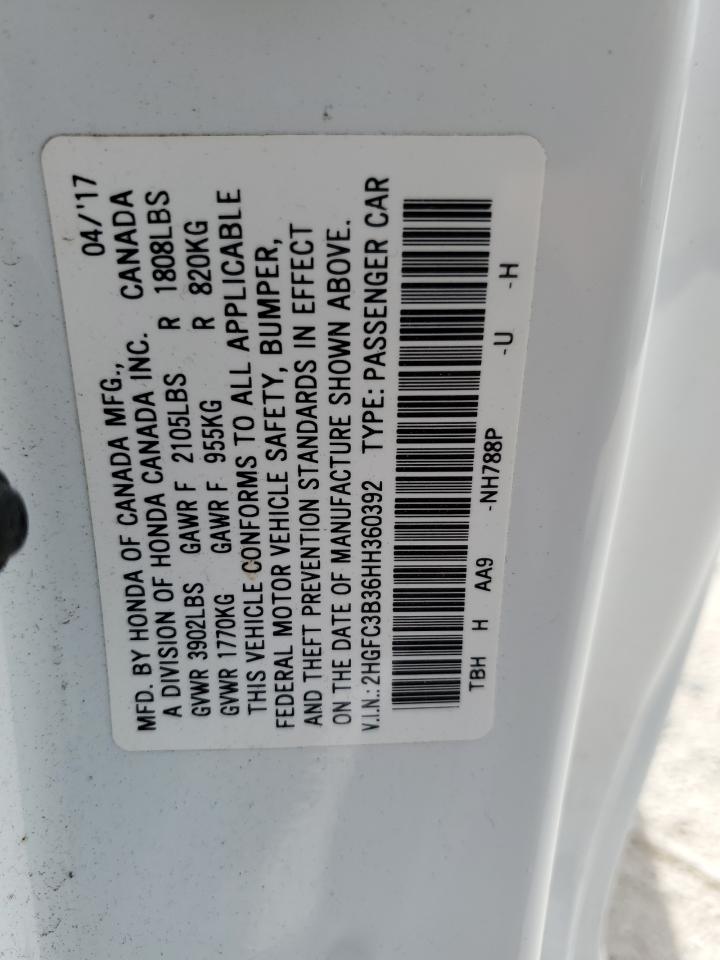 MFD. BY HONDA OF CANADA MFG., 04/'17
A DIVISION OF HONDA CANADA INC. CANADA
GVWR 3902LBS GAWR F 2105LBS R 1808LBS
GVWR 1770KG GAWR F 955KG R 820KG
THIS VEHICLE CONFORMS TO ALL APPLICABLE
FEDERAL MOTOR VEHICLE SAFETY, BUMPER,
AND THEFT PREVENTION STANDARDS IN EFFECT
ON THE DATE OF MANUFACTURE SHOWN ABOVE.
V.I.N.: 2HGFC3B36HH360392 TYPE: PASSENGER CAR
TBH H AA9 -NH788P -U -H